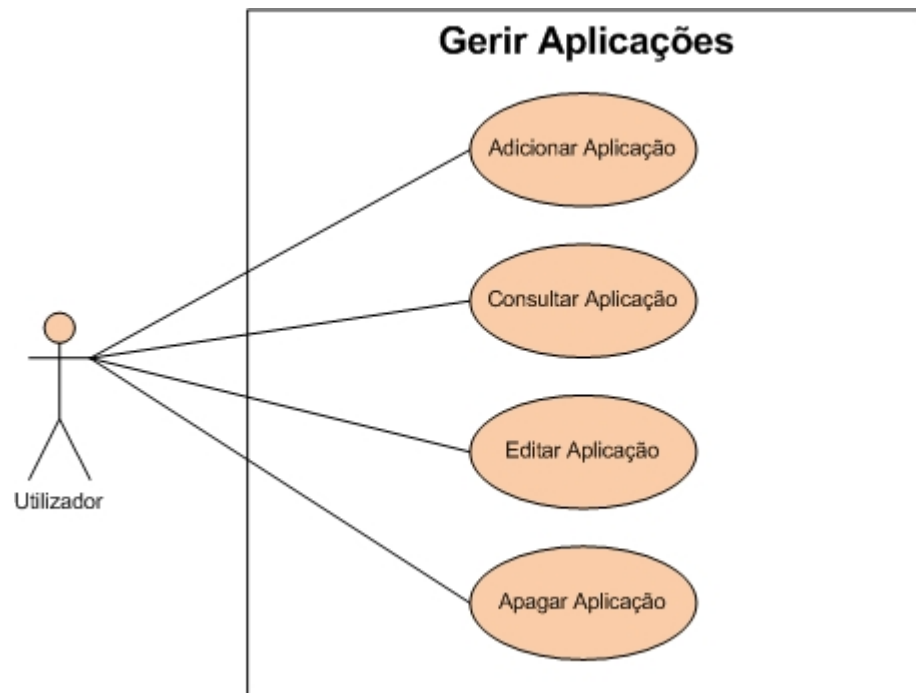 Gerir Aplicações
Adicionar Aplicação
Consultar Aplicação
Editar Aplicação
Utilizador
Apagar Aplicação